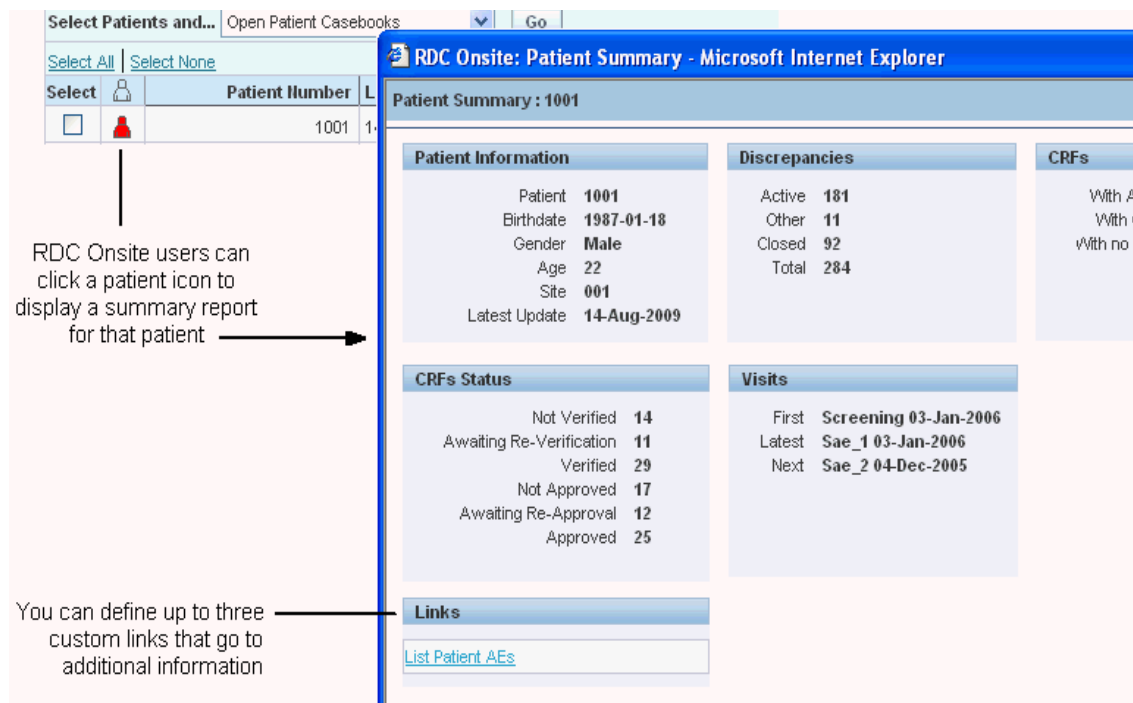 Select Patients and... Open Patient Casebooks Go
Select All | Select None
Select Patient Number L
1001 1
RDC Onsite: Patient Summary - Microsoft Internet Explorer
Patient Summary : 1001
Patient Information
Patient 1001
Birthdate 1987-01-18
Gender Male
Age 22
Site 001
Latest Update 14-Aug-2009
Discrepancies
Active 181
Other 11
Closed 92
Total 284
CRFs
With A
With
With no
RDC Onsite users can
click a patient icon to
display a summary report
for that patient
CRFs Status
Not Verified 14
Awaiting Re-Verification 11
Verified 29
Not Approved 17
Awaiting Re-Approval 12
Approved 25
Visits
First Screening 03-Jan-2006
Latest Sae_1 03-Jan-2006
Next Sae_2 04-Dec-2005
You can define up to three
custom links that go to
additional information
Links
List Patient AEs